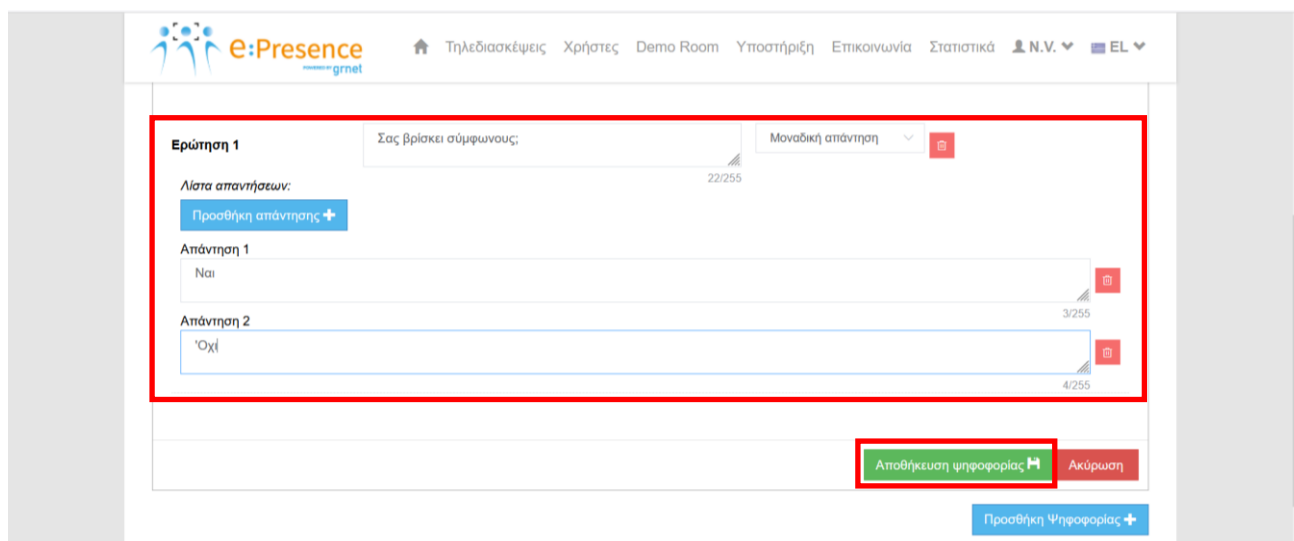 e:Presence
POWERED BY grnet
Τηλεδιασκέψεις Χρήστες Demo Room Υποστήριξη Επικοινωνία Στατιστικά N.V. EL
Ερώτηση 1
Σας βρίσκει σύμφωνους;
Μοναδική απάντηση
22/255
Λίστα απαντήσεων:
Προσθήκη απάντησης
Απάντηση 1
Ναι
3/255
Απάντηση 2
'Οχι
4/255
Αποθήκευση ψηφοφορίας
Ακύρωση
Προσθήκη Ψηφοφορίας